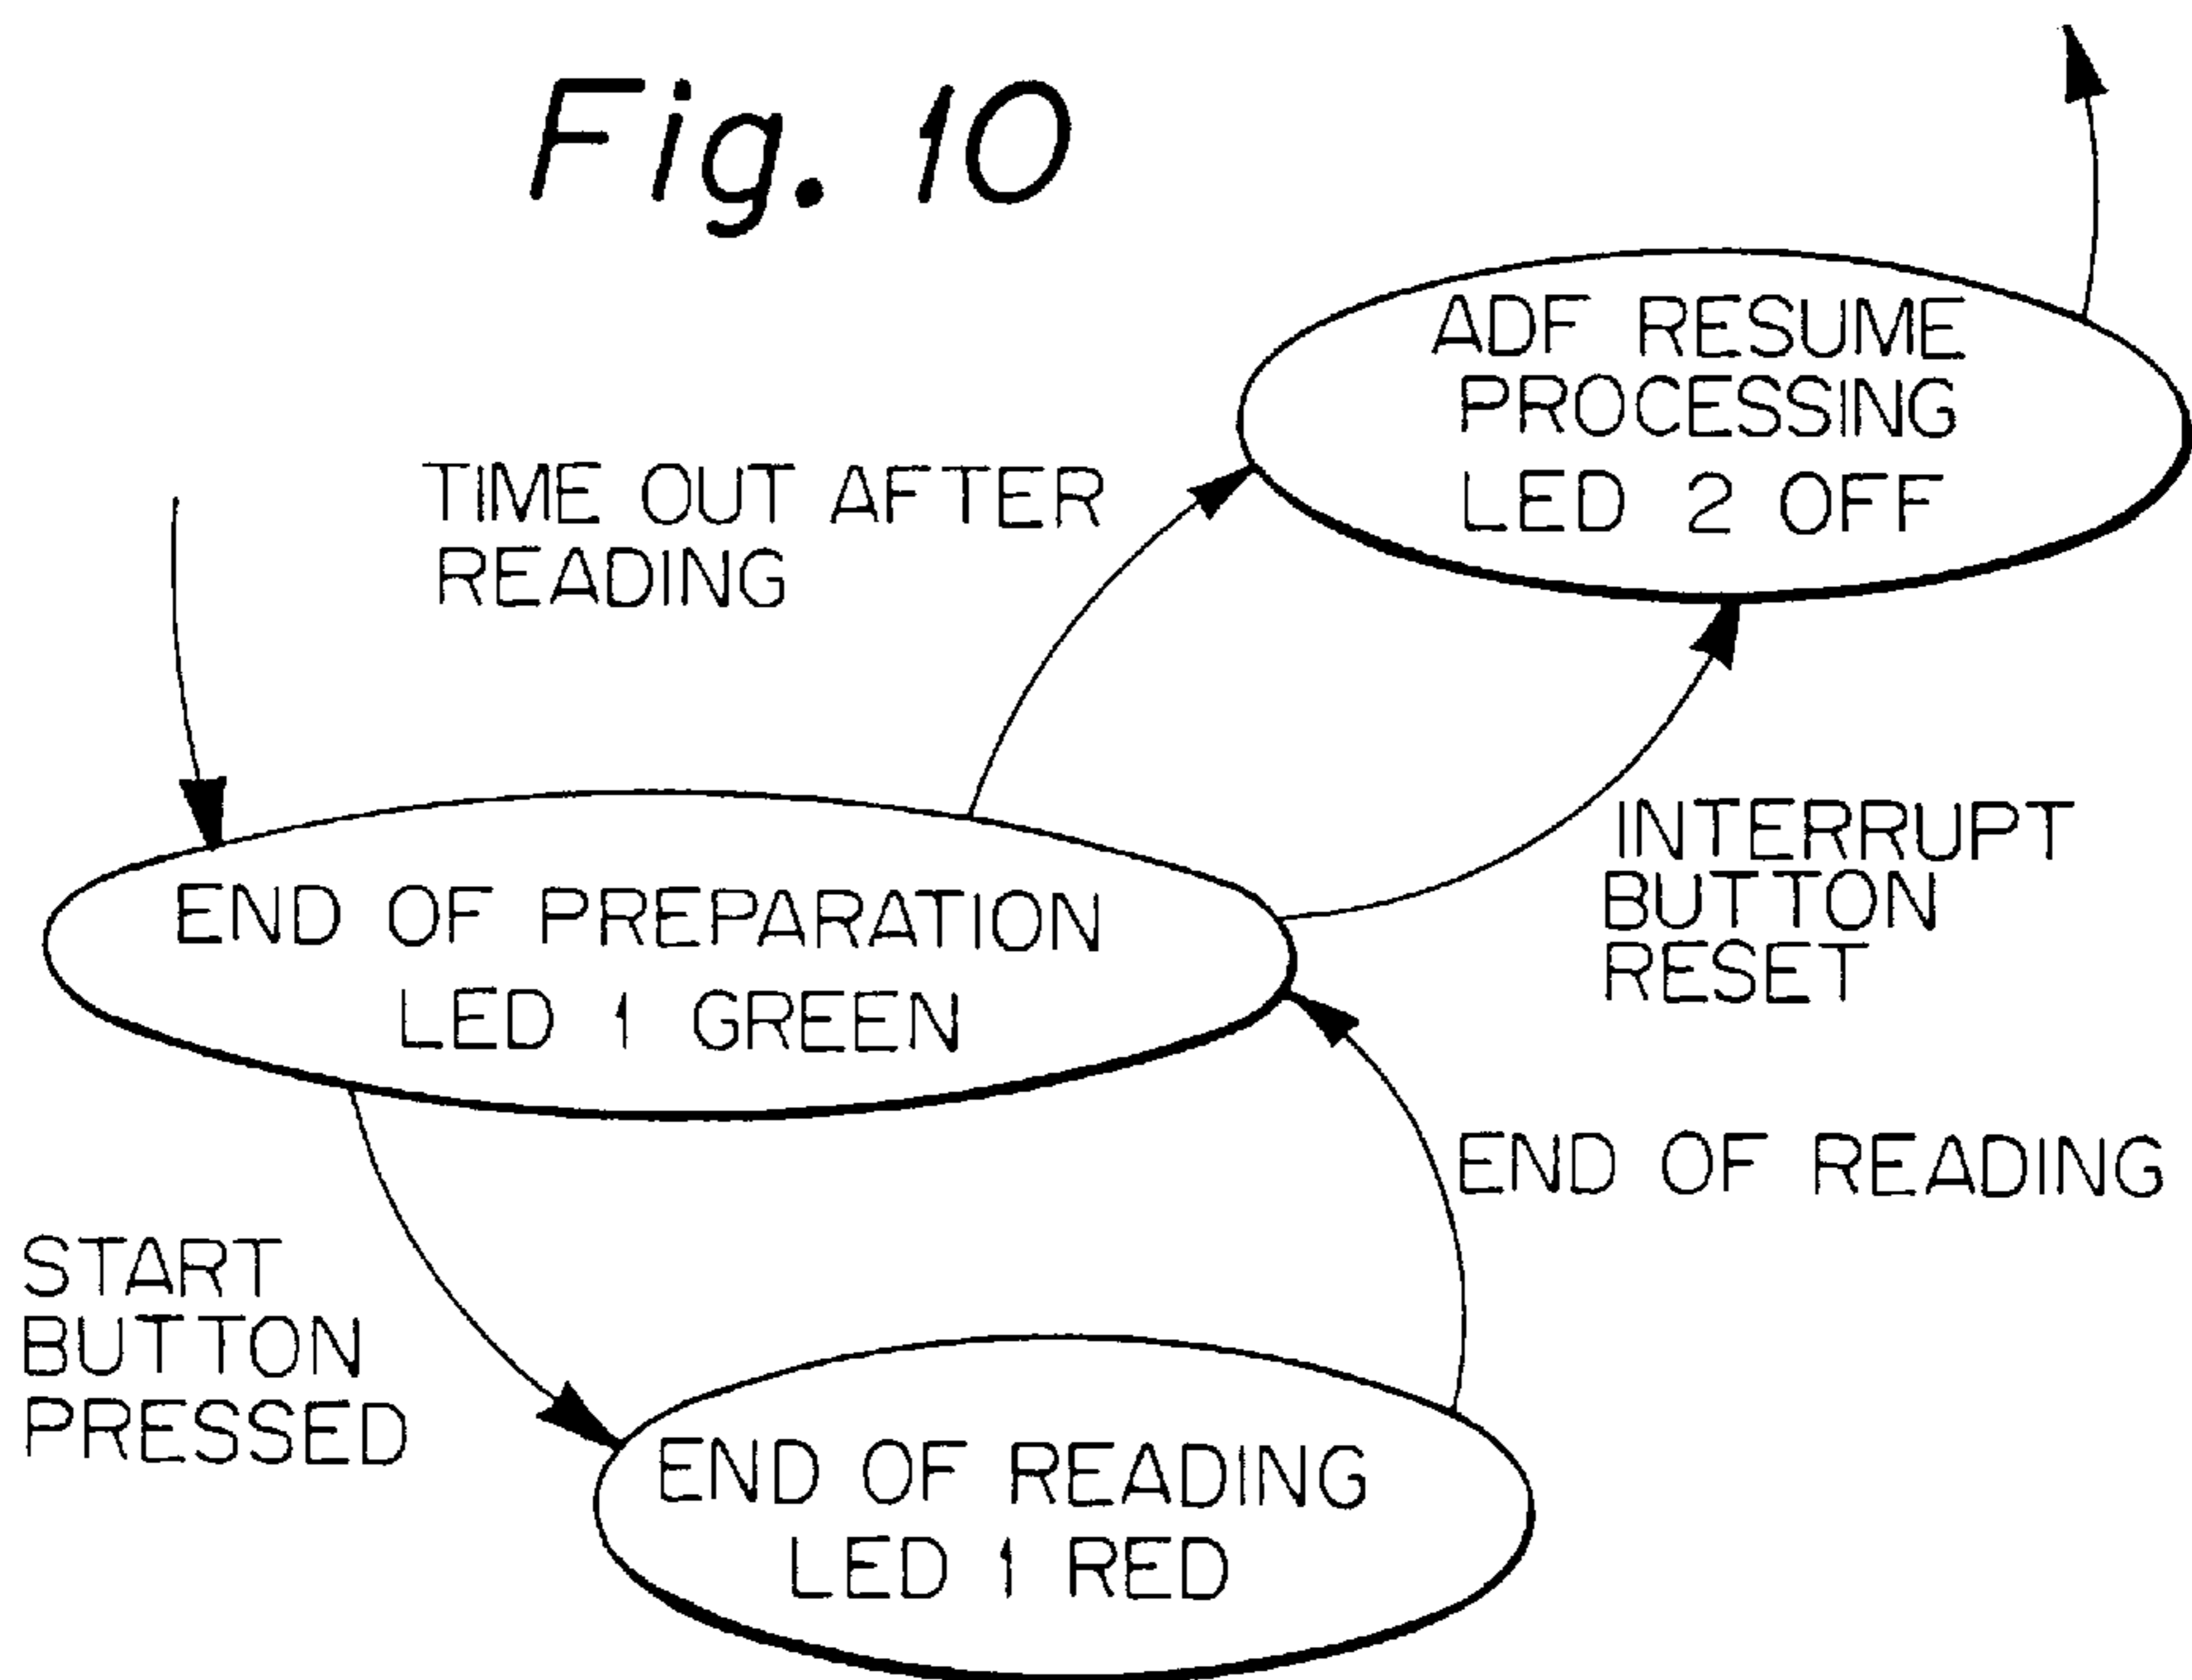 Fig. 10
ADF RESUME
PROCESSING
LED 2 OFF
TIME OUT AFTER
READING
INTERRUPT
BUTTON
RESET
END OF PREPARATION
LED 1 GREEN
END OF READING
START
BUTTON
PRESSED
END OF READING
LED 1 RED